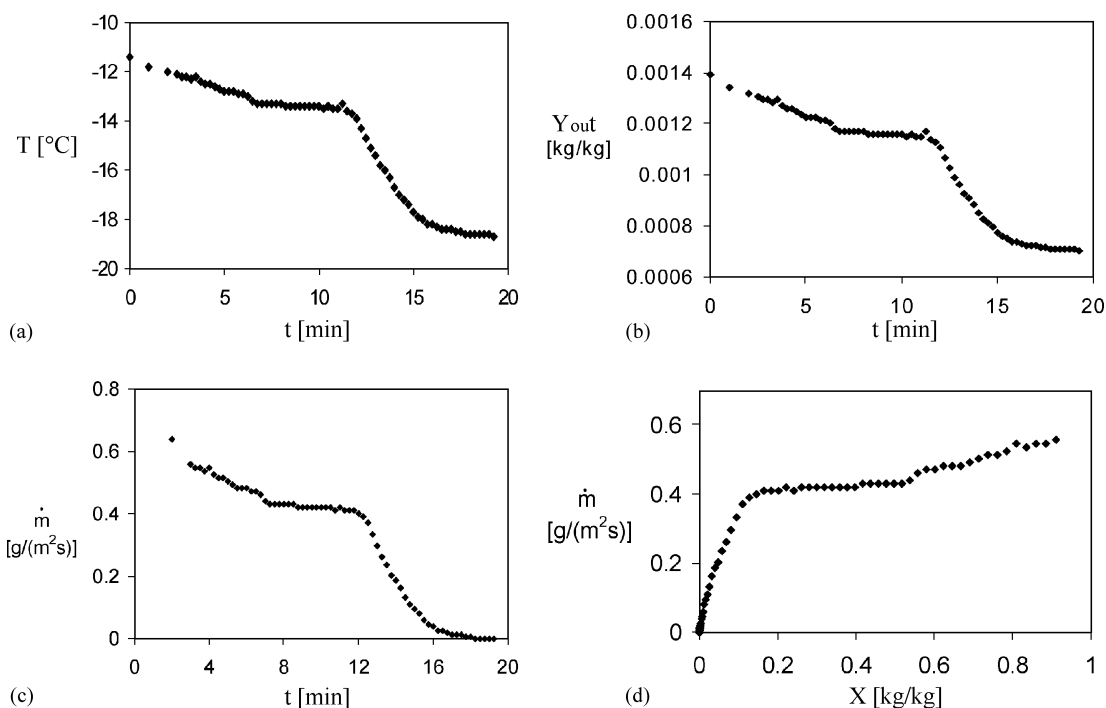 -10
-12
-14
-16
-18
-20
T [°C]
0 5 10 15 20
t [min]
(a)
0.0016
0.0014
0.0012
0.001
0.0008
0.0006
Yout
[kg/kg]
0 5 10 15 20
t [min]
(b)
0.8
0.6
0.4
0.2
0
ṁ
[g/(m²s)]
0 4 8 12 16 20
t [min]
(c)
0.6
0.4
0.2
0
ṁ
[g/(m²s)]
0 0.2 0.4 0.6 0.8 1
X [kg/kg]
(d)